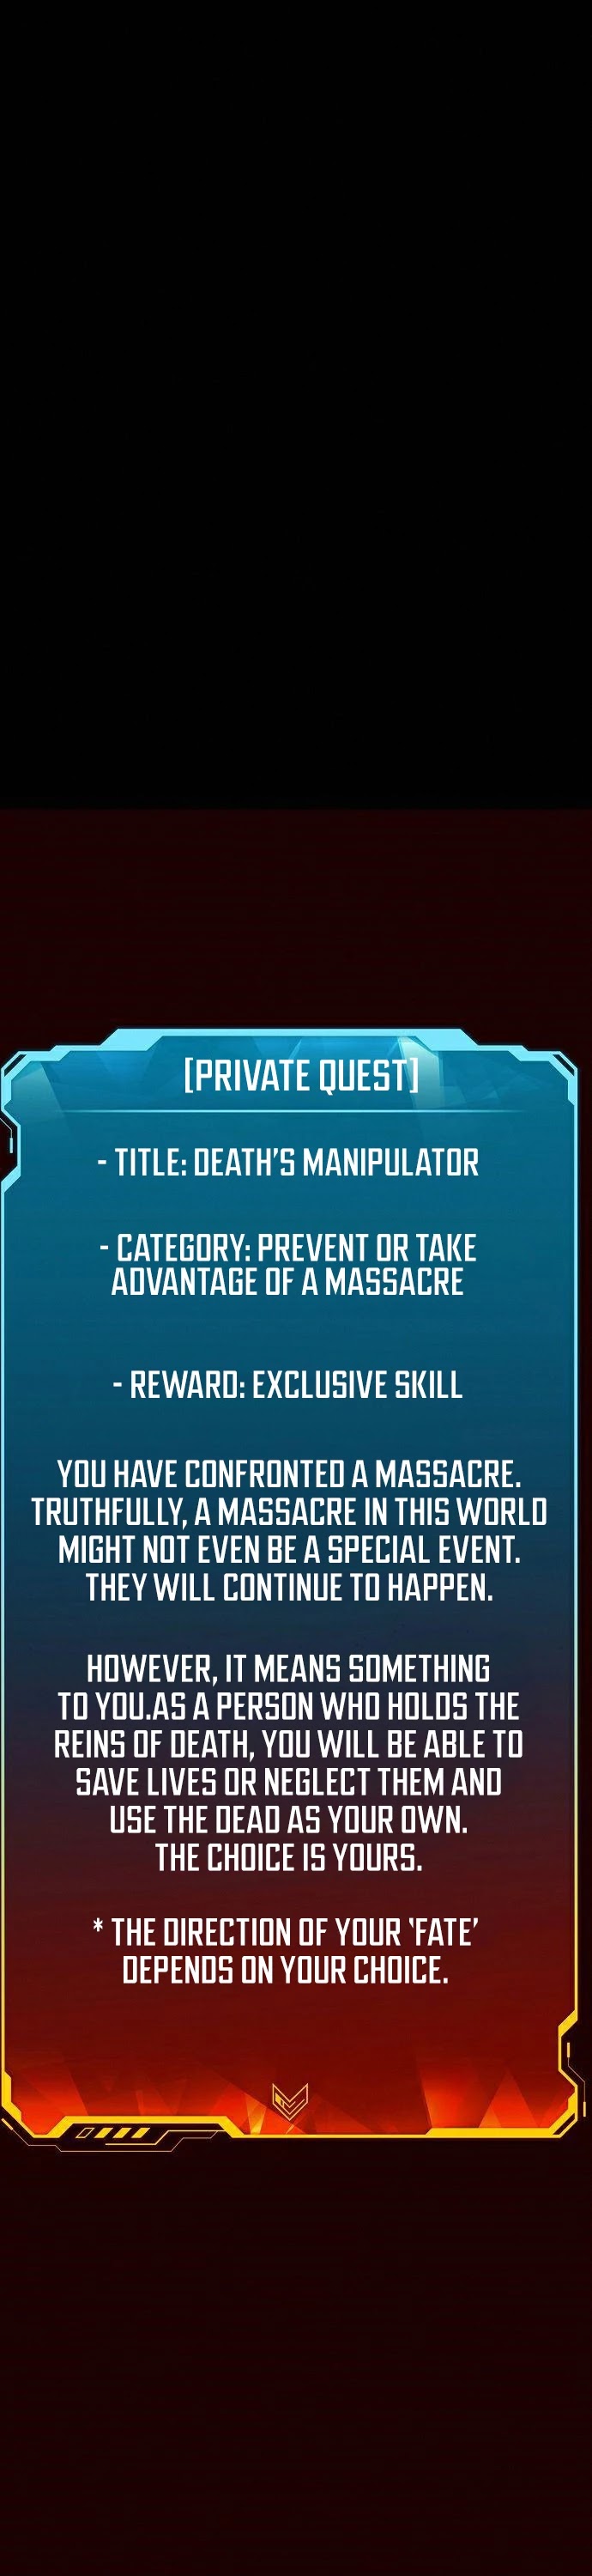 [PRIVATE QUEST]
- TITLE: DEATH'S MANIPULATOR
- CATEGORY: PREVENT OR TAKE
ADVANTAGE OF A MASSACRE
- REWARD: EXCLUSIVE SKILL
YOU HAVE CONFRONTED A MASSACRE.
TRUTHFULLY, A MASSACRE IN THIS WORLD
MIGHT NOT EVEN BE A SPECIAL EVENT.
THEY WILL CONTINUE TO HAPPEN.
HOWEVER, IT MEANS SOMETHING
TO YOU.AS A PERSON WHO HOLDS THE
REINS OF DEATH, YOU WILL BE ABLE TO
SAVE LIVES OR NEGLECT THEM AND
USE THE DEAD AS YOUR OWN.
THE CHOICE IS YOURS.
* THE DIRECTION OF YOUR 'FATE'
DEPENDS ON YOUR CHOICE.